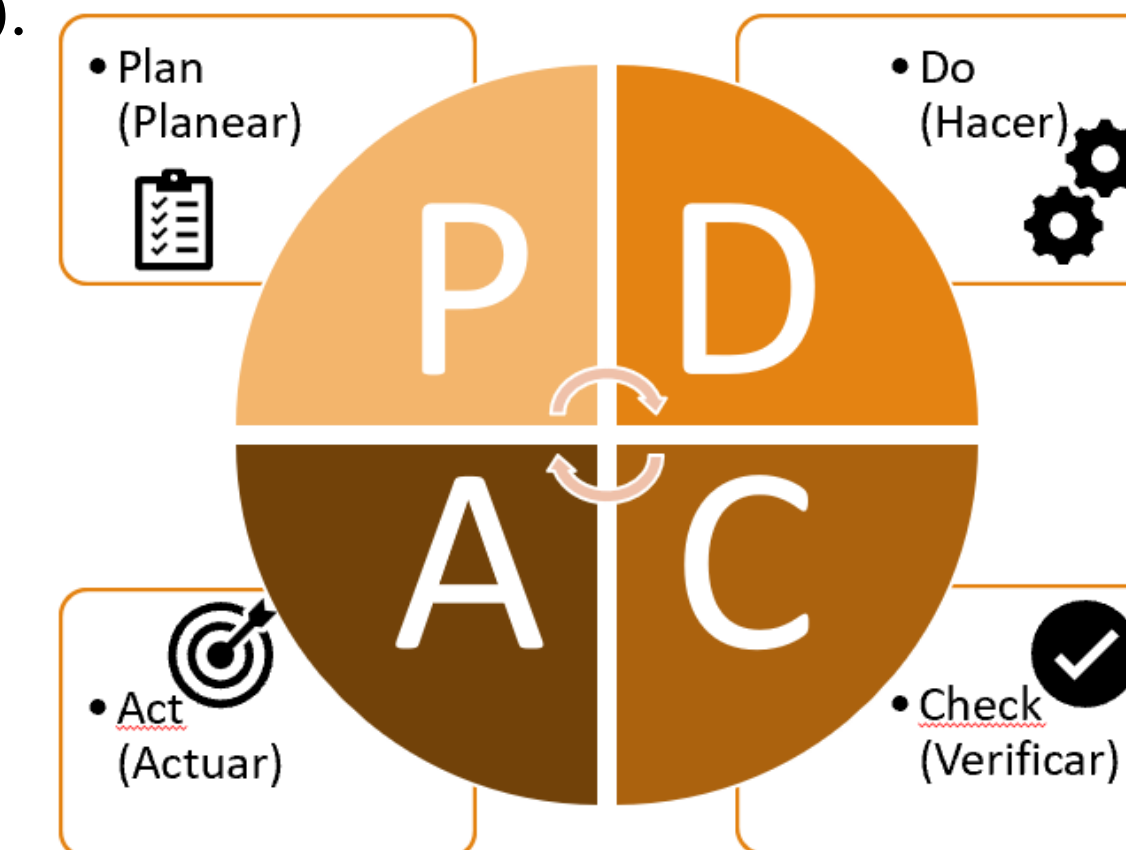 ).
• Plan
(Planear)
• Do
(Hacer)
P
D
A
C
• Act
(Actuar)
• Check
(Verificar)